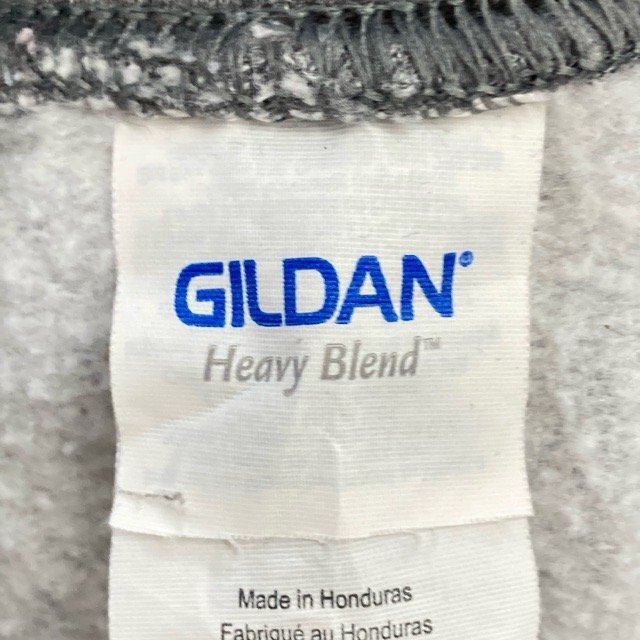 GILDAN®
Heavy Blend™
Made in Honduras
Fabriqué au Honduras